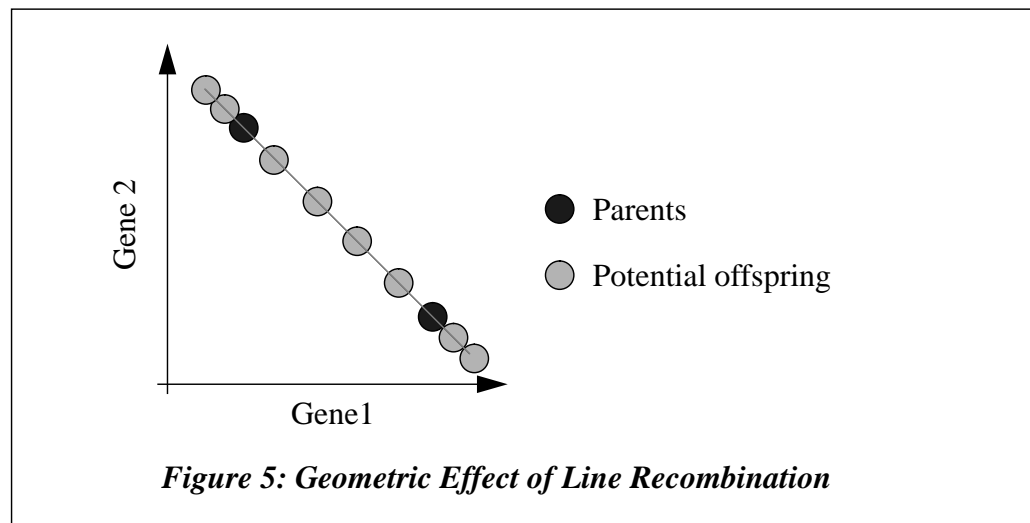 Gene 2
Parents
Potential offspring
Gene1
Figure 5: Geometric Effect of Line Recombination